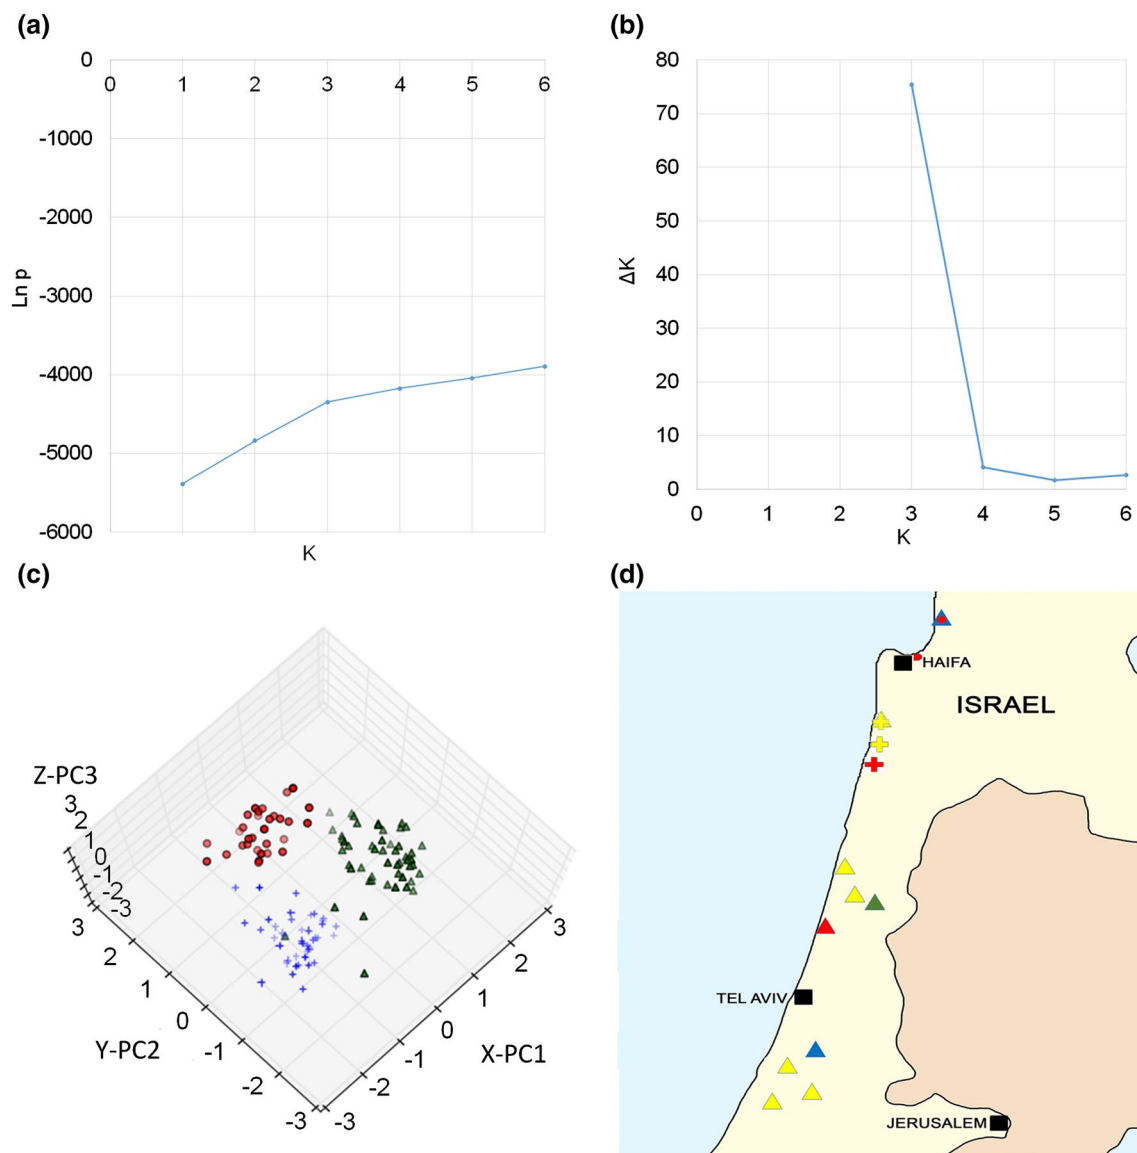 (a)
0
0 1 2 3 4 5 6
-1000
-2000
-3000
-4000
-5000
-6000
Ln p
K
(b)
80
70
60
50
40
30
20
10
0
0 1 2 3 4 5 6
ΔK
K
(c)
Z-PC3
3
2
1
0
-1
-2
-3
3
2
1
0
-1
-2
-3
Y-PC2
3
2
1
0
-1
-2
-3
X-PC1
(d)
HAIFA
ISRAEL
TEL AVIV
JERUSALEM